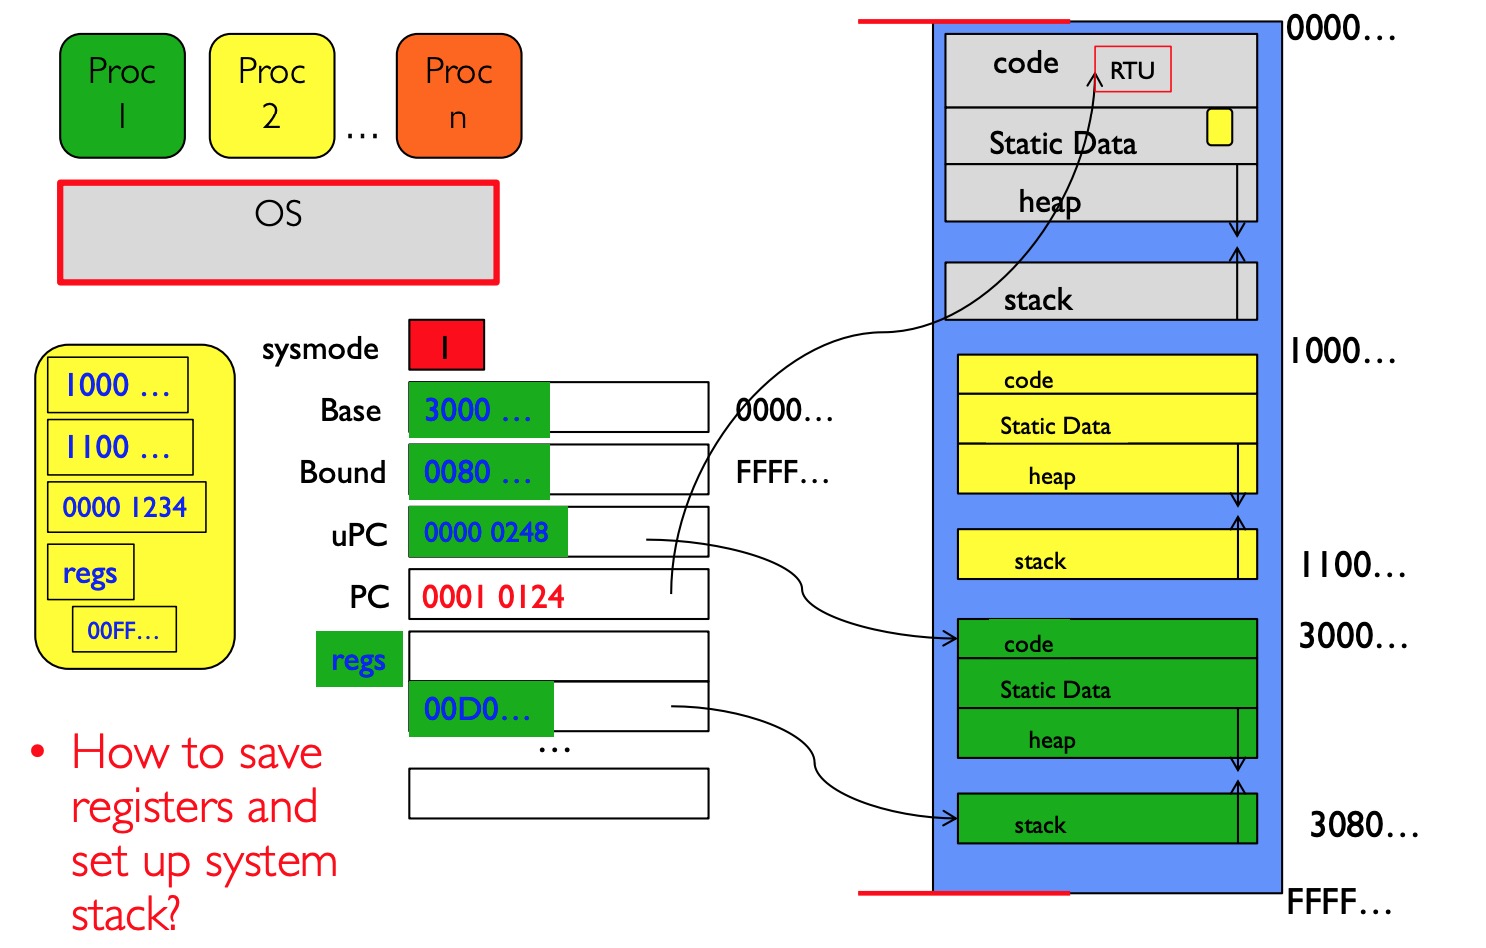 Proc
1
Proc
2
...
Proc
n
OS
sysmode
1
Base
3000 ...
0000...
Bound
0080 ...
FFFF...
uPC
0000 0248
PC
0001 0124
regs
00D0...
...
1000 ...
1100 ...
0000 1234
regs
00FF...
• How to save
registers and
set up system
stack?
code
RTU
Static Data
heap
stack
code
Static Data
heap
stack
code
Static Data
heap
stack
0000...
1000...
1100...
3000...
3080...
FFFF...